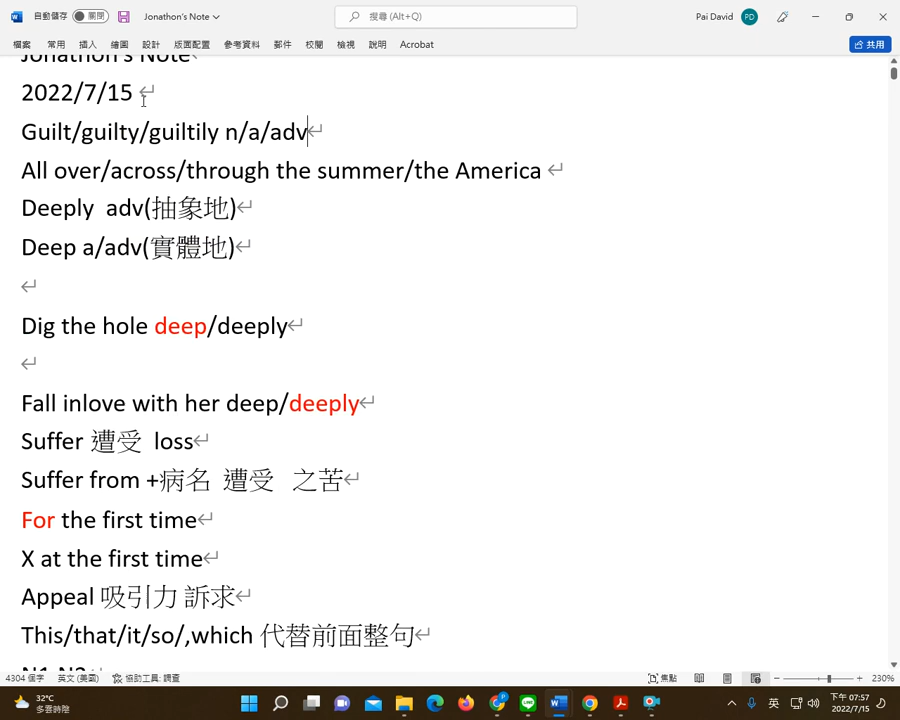 自動儲存 關閉 Jonathon's Note 搜尋 (Alt+Q) Pai David PD
檔案 常用 插入 繪圖 設計 版面配置 參考資料 郵件 校閱 檢視 說明 Acrobat 共用
Jonathon's Note
2022/7/15
Guilt/guilty/guiltily n/a/adv
All over/across/through the summer/the America
Deeply adv(抽象地)
Deep a/adv(實體地)
Dig the hole deep/deeply
Fall inlove with her deep/deeply
Suffer 遭受 loss
Suffer from +病名 遭受 之苦
For the first time
X at the first time
Appeal 吸引力 訴求
This/that/it/so/,which 代替前面整句
N1 N2
4304 個字 英文 (美國) 協助工具: 調查 焦點 230%
32°C
多雲時陰
英
下午 07:57
2022/7/15